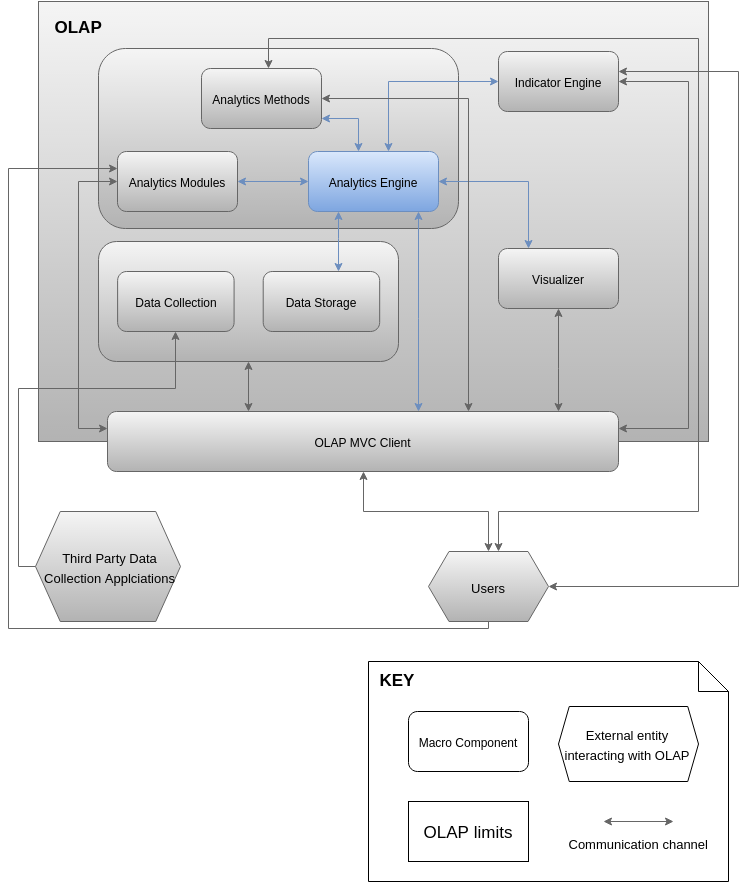 OLAP
Analytics Methods
Indicator Engine
Analytics Modules
Analytics Engine
Data Collection
Data Storage
Visualizer
OLAP MVC Client
Third Party Data
Collection Applciations
Users
KEY
Macro Component
External entity
interacting with OLAP
OLAP limits
Communication channel